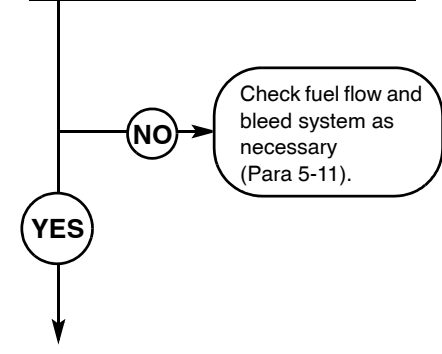 NO
Check fuel flow and
bleed system as
necessary
(Para 5-11).
YES